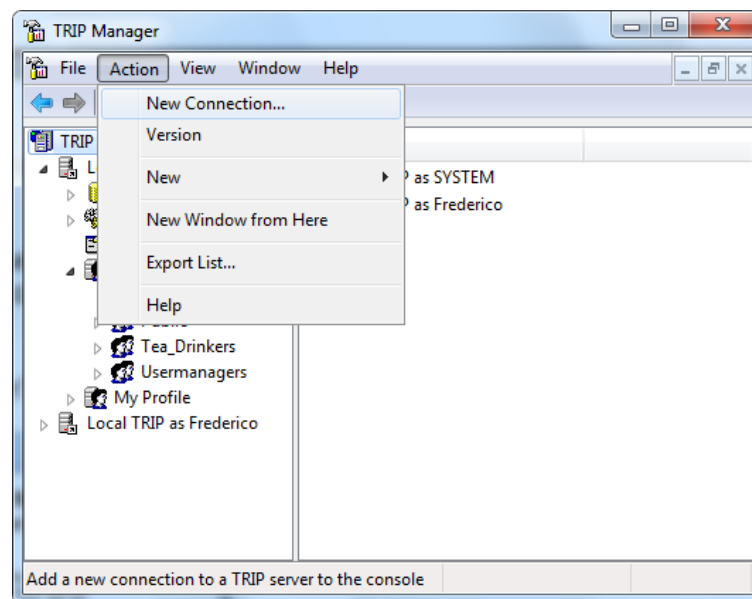 TRIP Manager
File Action View Window Help
New Connection...
Version
New
New Window from Here
Export List...
Help
TRIP
L
as SYSTEM
as Frederico
Tea_Drinkers
Usermanagers
My Profile
Local TRIP as Frederico
Add a new connection to a TRIP server to the console